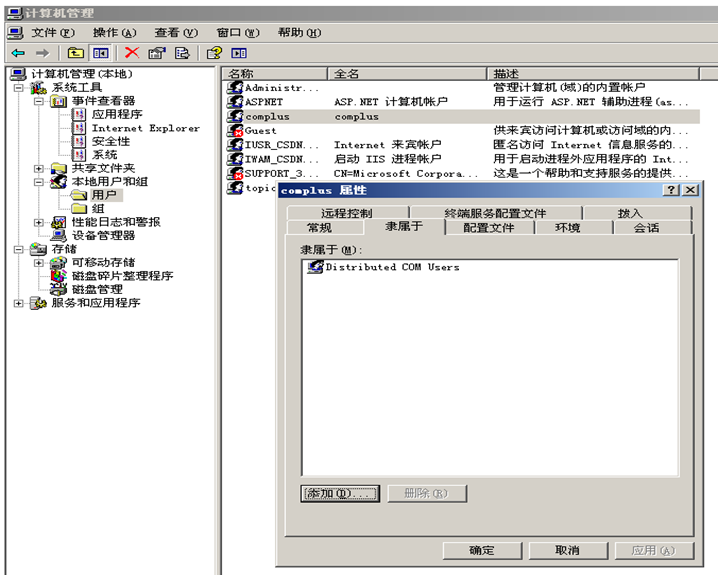 计算机管理
文件(F) 操作(A) 查看(V) 窗口(W) 帮助(H)
计算机管理(本地)
系统工具
事件查看器
应用程序
Internet Explorer
安全性
系统
共享文件夹
本地用户和组
用户
组
性能日志和警报
设备管理器
存储
可移动存储
磁盘碎片整理程序
磁盘管理
服务和应用程序
名称 全名 描述
Administr... 管理计算机(域)的内置帐户
ASPNET ASP.NET 计算机帐户 用于运行 ASP.NET 辅助进程(as...
complus complus
Guest 供来宾访问计算机或访问域的内...
IUSR_CSDN... Internet 来宾帐户 匿名访问 Internet 信息服务的...
IWAM_CSDN... 启动 IIS 进程帐户 用于启动进程外应用程序的 Int...
SUPPORT_3... CN=Microsoft Corpora... 这是一个帮助和支持服务的提供...
topic
complus 属性
远程控制 终端服务配置文件 拨入
常规 隶属于 配置文件 环境 会话
隶属于(M):
Distributed COM Users
添加(D)... 删除(R)
确定 取消 应用(A)